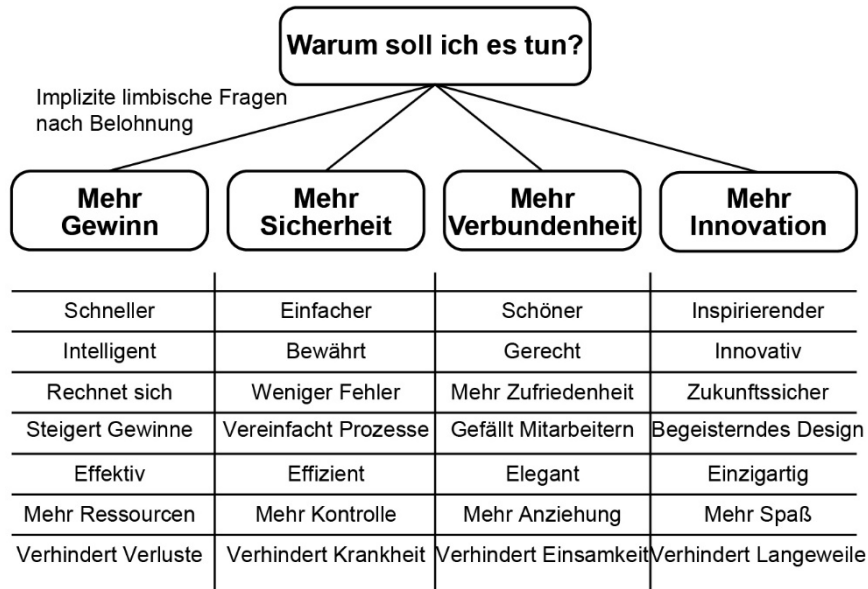 Warum soll ich es tun?
Implizite limbische Fragen
nach Belohnung
Mehr
Gewinn
Mehr
Sicherheit
Mehr
Verbundenheit
Mehr
Innovation
Schneller Einfacher Schöner Inspirierender
Intelligent Bewährt Gerecht Innovativ
Rechnet sich Weniger Fehler Mehr Zufriedenheit Zukunftssicher
Steigert Gewinne Vereinfacht Prozesse Gefällt Mitarbeitern Begeisterndes Design
Effektiv Effizient Elegant Einzigartig
Mehr Ressourcen Mehr Kontrolle Mehr Anziehung Mehr Spaß
Verhindert Verluste Verhindert Krankheit Verhindert Einsamkeit Verhindert Langeweile